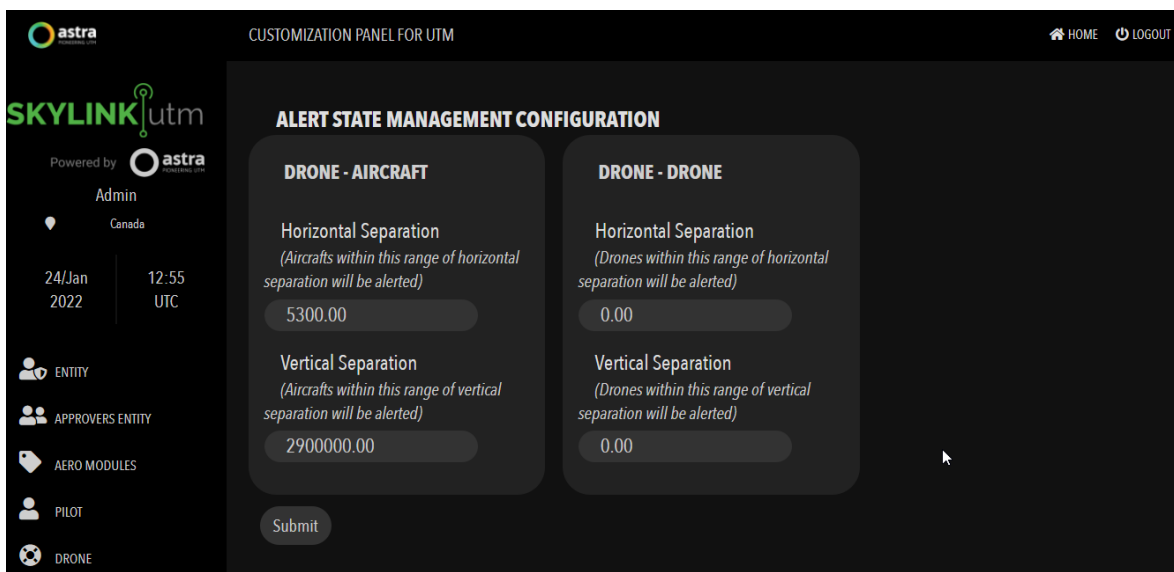 astra
PIONEERING UTM
CUSTOMIZATION PANEL FOR UTM
HOME
LOGOUT
SKYLINK utm
Powered by astra
PIONEERING UTM
Admin
Canada
24/Jan
2022
12:55
UTC
ENTITY
APPROVERS ENTITY
AERO MODULES
PILOT
DRONE
ALERT STATE MANAGEMENT CONFIGURATION
DRONE - AIRCRAFT
Horizontal Separation
(Aircrafts within this range of horizontal
separation will be alerted)
5300.00
Vertical Separation
(Aircrafts within this range of vertical
separation will be alerted)
2900000.00
DRONE - DRONE
Horizontal Separation
(Drones within this range of horizontal
separation will be alerted)
0.00
Vertical Separation
(Drones within this range of vertical
separation will be alerted)
0.00
Submit